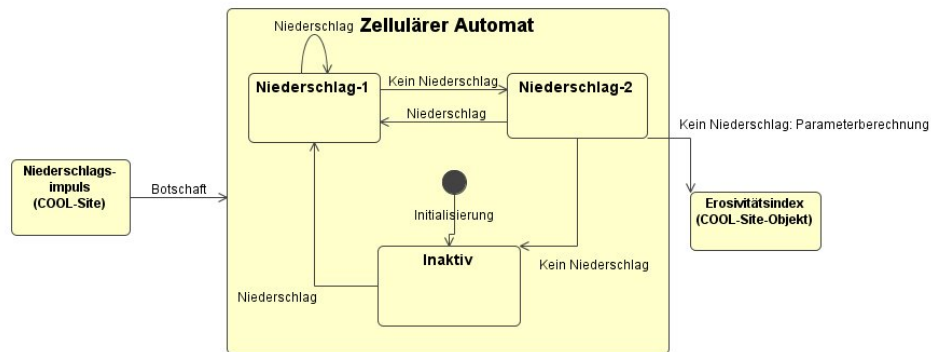 Zellulärer Automat
Niederschlag
Niederschlag-1
Kein Niederschlag
Niederschlag-2
Niederschlag
Kein Niederschlag: Parameterberechnung
Niederschlags-
impuls
(COOL-Site)
Botschaft
Initialisierung
Erosivitätsindex
(COOL-Site-Objekt)
Inaktiv
Kein Niederschlag
Niederschlag